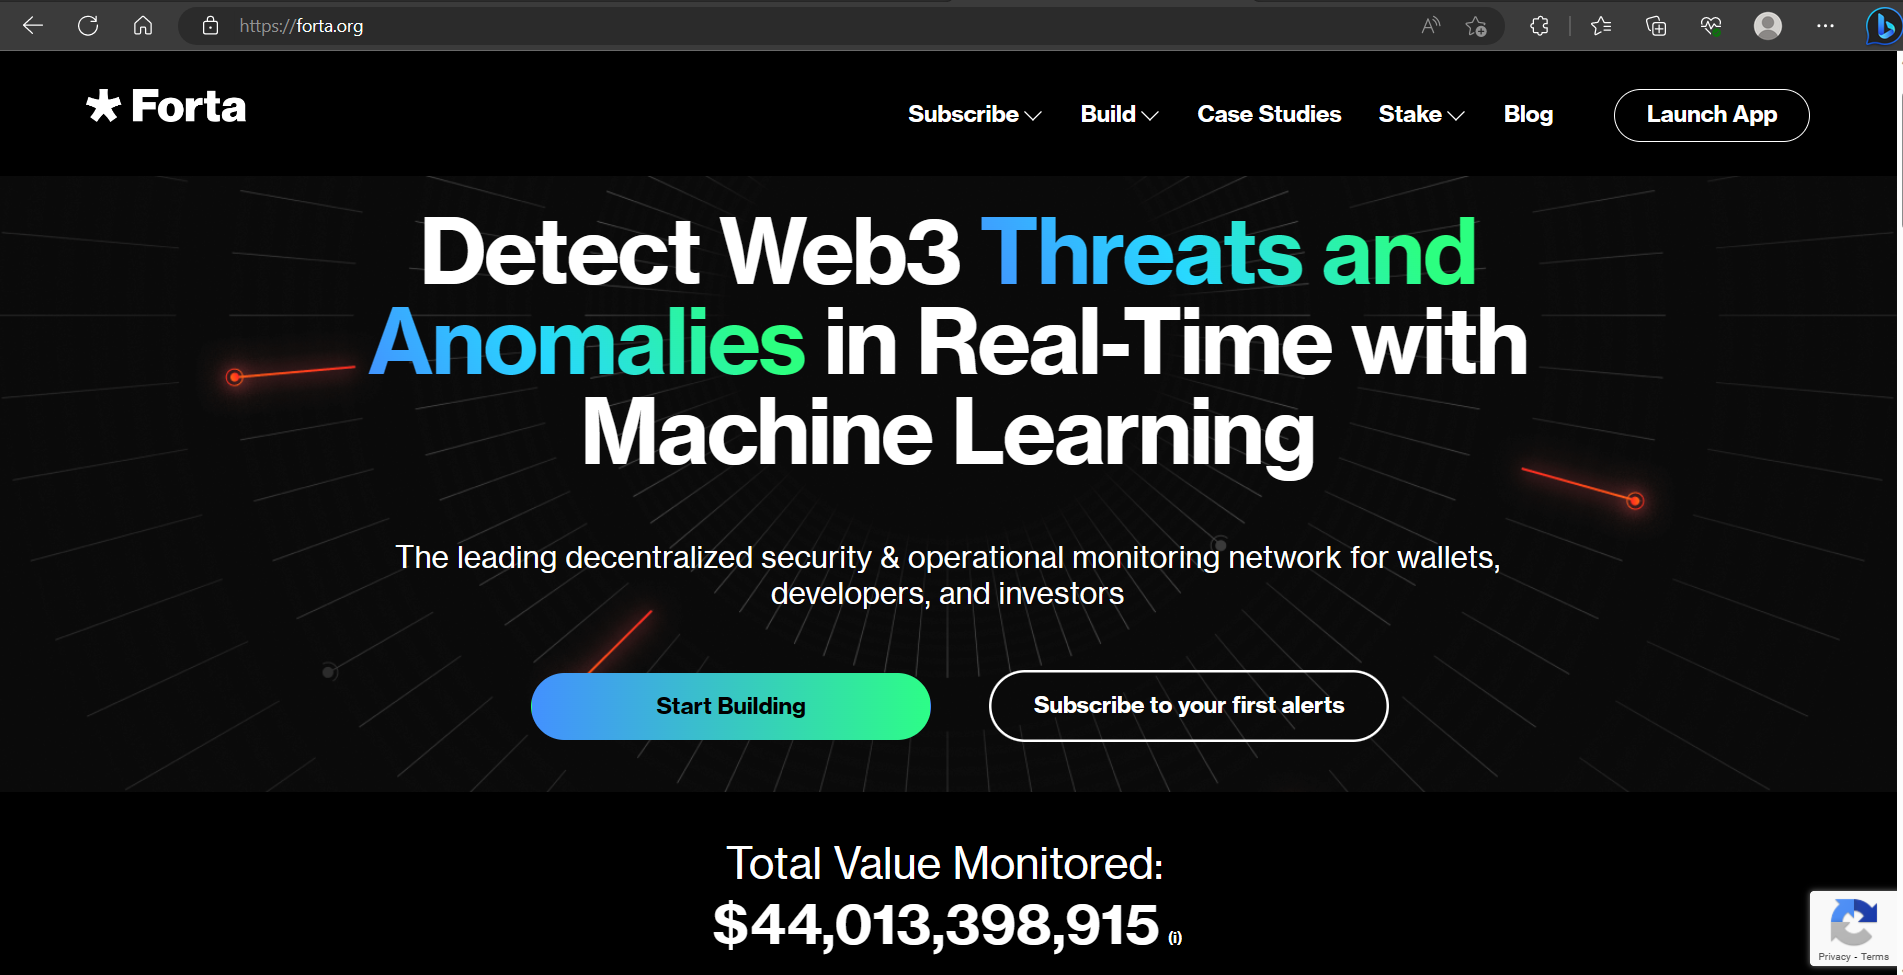 https://forta.org
Forta
Subscribe Build Case Studies Stake Blog Launch App
Detect Web3 Threats and
Anomalies in Real-Time with
Machine Learning
The leading decentralized security & operational monitoring network for wallets,
developers, and investors
Start Building
Subscribe to your first alerts
Total Value Monitored:
$44,013,398,915 (i)
Privacy - Terms